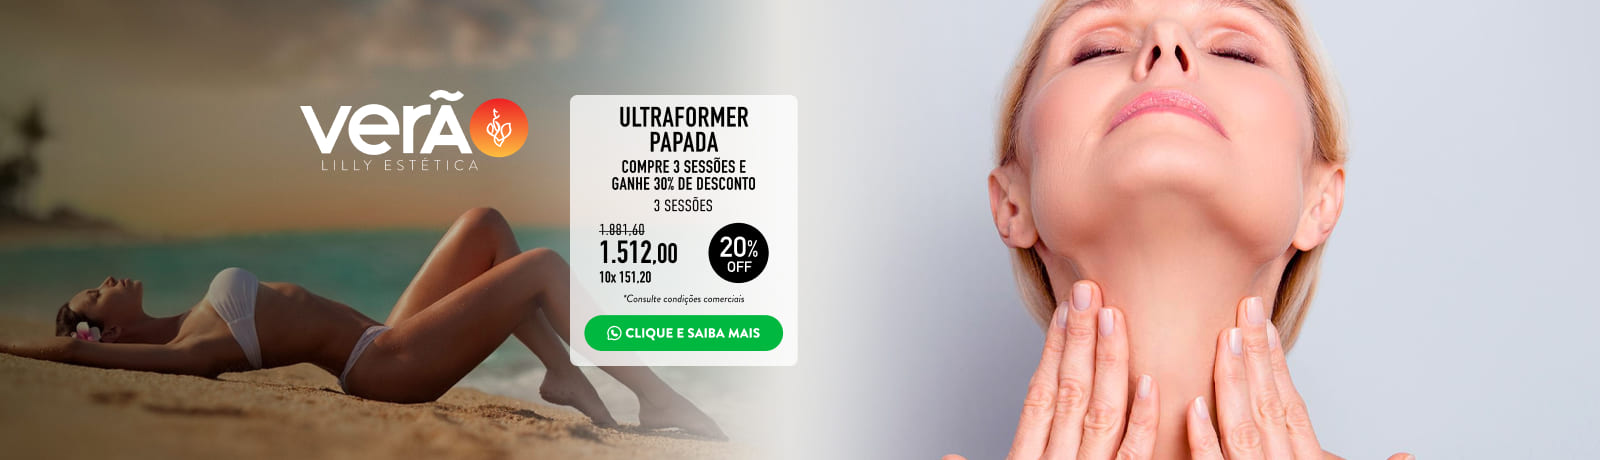 verã
LILLY ESTÉTICA
ULTRAFORMER
PAPADA
COMPRE 3 SESSÕES E
GANHE 30% DE DESCONTO
3 SESSÕES
1.881,60
1.512,00
10x 151,20
20%
OFF
*Consulte condições comerciais
CLIQUE E SAIBA MAIS